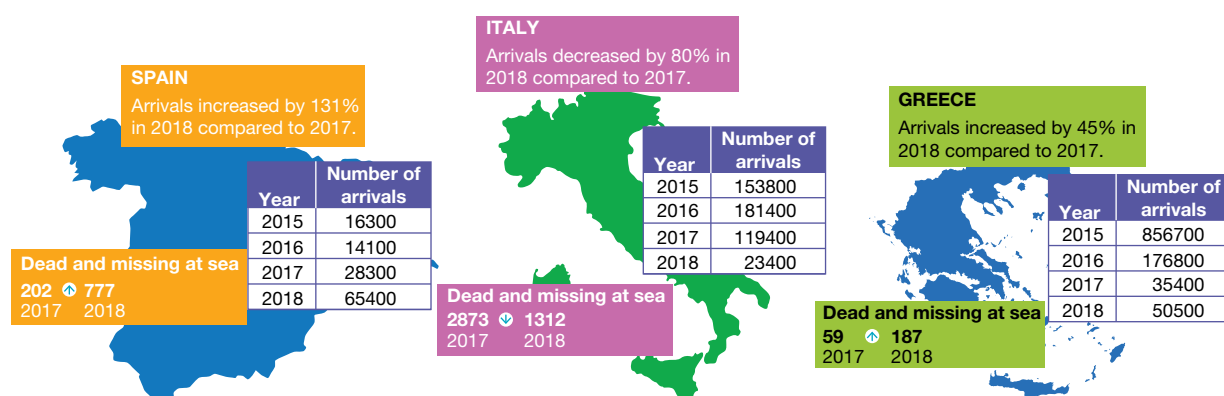 SPAIN
Arrivals increased by 131%
in 2018 compared to 2017.
Year Number of arrivals
2015 16300
2016 14100
2017 28300
2018 65400
Dead and missing at sea
202 777
2017 2018
ITALY
Arrivals decreased by 80% in
2018 compared to 2017.
Year Number of arrivals
2015 153800
2016 181400
2017 119400
2018 23400
Dead and missing at sea
2873 1312
2017 2018
GREECE
Arrivals increased by 45% in
2018 compared to 2017.
Year Number of arrivals
2015 856700
2016 176800
2017 35400
2018 50500
Dead and missing at sea
59 187
2017 2018